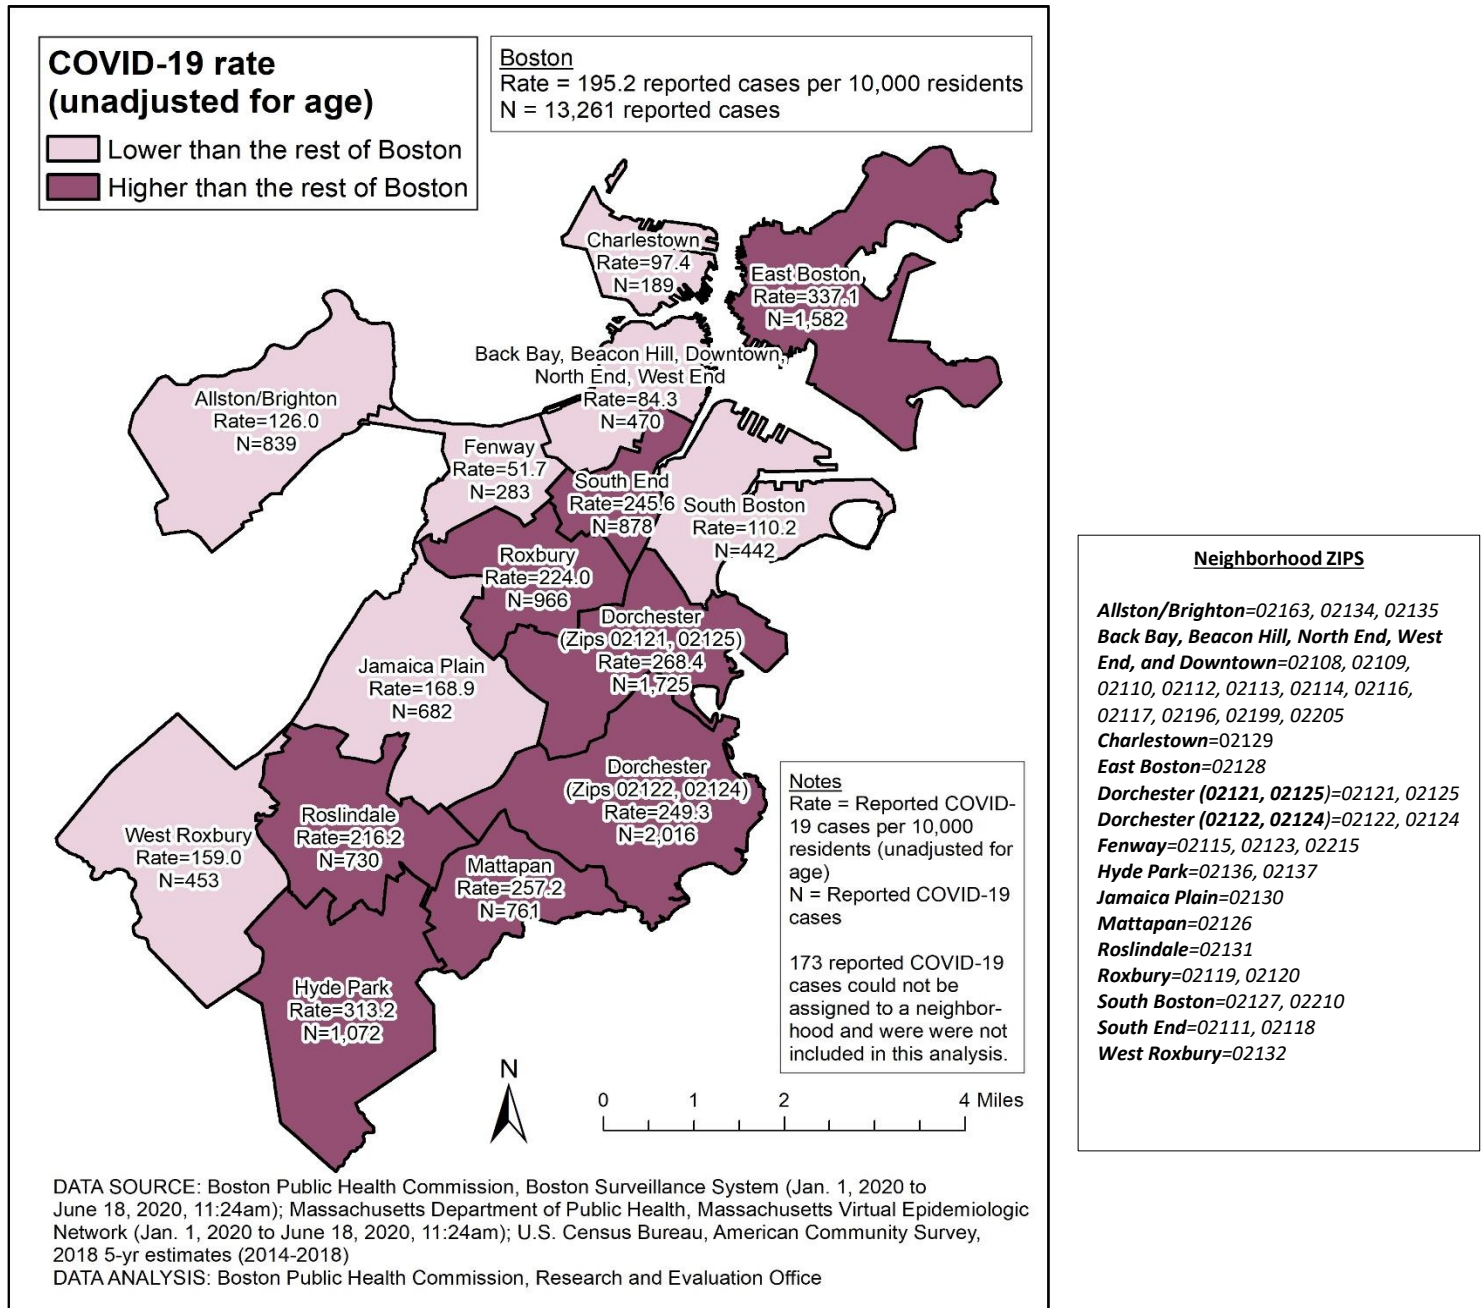 COVID-19 rate
(unadjusted for age)
Lower than the rest of Boston
Higher than the rest of Boston
Boston
Rate = 195.2 reported cases per 10,000 residents
N = 13,261 reported cases
Charlestown
Rate=97.4
N=189
East Boston
Rate=337.1
N=1,582
Back Bay, Beacon Hill, Downtown,
North End, West End
Rate=84.3
N=470
Allston/Brighton
Rate=126.0
N=839
Fenway
Rate=51.7
N=283
South End
Rate=245.6
N=878
South Boston
Rate=110.2
N=442
Roxbury
Rate=224.0
N=966
Dorchester
(Zips 02121, 02125)
Rate=268.4
N=1,725
Jamaica Plain
Rate=168.9
N=682
Dorchester
(Zips 02122, 02124)
Rate=249.3
N=2,016
West Roxbury
Rate=159.0
N=453
Roslindale
Rate=216.2
N=730
Mattapan
Rate=257.2
N=761
Hyde Park
Rate=313.2
N=1,072
Notes
Rate = Reported COVID-
19 cases per 10,000
residents (unadjusted for
age)
N = Reported COVID-19
cases
173 reported COVID-19
cases could not be
assigned to a neighbor-
hood and were were not
included in this analysis.
N
0 1 2 4 Miles
DATA SOURCE: Boston Public Health Commission, Boston Surveillance System (Jan. 1, 2020 to
June 18, 2020, 11:24am); Massachusetts Department of Public Health, Massachusetts Virtual Epidemiologic
Network (Jan. 1, 2020 to June 18, 2020, 11:24am); U.S. Census Bureau, American Community Survey,
2018 5-yr estimates (2014-2018)
DATA ANALYSIS: Boston Public Health Commission, Research and Evaluation Office
Neighborhood ZIPS
Allston/Brighton=02163, 02134, 02135
Back Bay, Beacon Hill, North End, West
End, and Downtown=02108, 02109,
02110, 02112, 02113, 02114, 02116,
02117, 02196, 02199, 02205
Charlestown=02129
East Boston=02128
Dorchester (02121, 02125)=02121, 02125
Dorchester (02122, 02124)=02122, 02124
Fenway=02115, 02123, 02215
Hyde Park=02136, 02137
Jamaica Plain=02130
Mattapan=02126
Roslindale=02131
Roxbury=02119, 02120
South Boston=02127, 02210
South End=02111, 02118
West Roxbury=02132